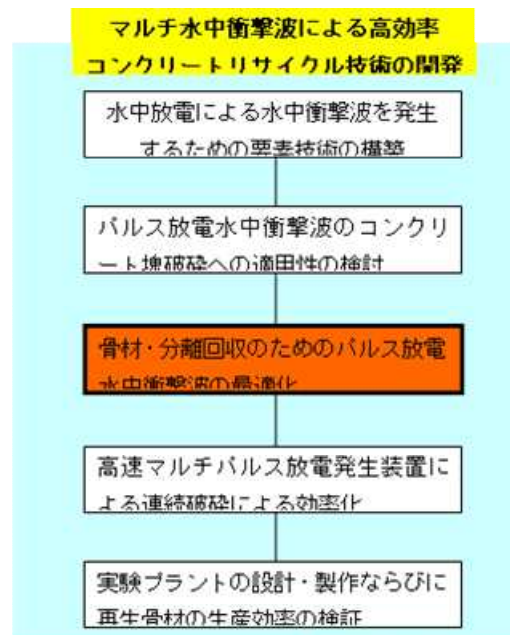 マルチ水中衝撃波による高効率
コンクリートリサイクル技術の開発
水中放電による水中衝撃波を発生
するための要素技術の構築
パルス放電水中衝撃波のコンクリ
ート塊破砕への適用性の検討
骨材・分離回収のためのパルス放電
水中衝撃波の最適化
高速マルチパルス放電発生装置に
よる連続破砕による効率化
実験プラントの設計・製作ならびに
再生骨材の生産効率の検証